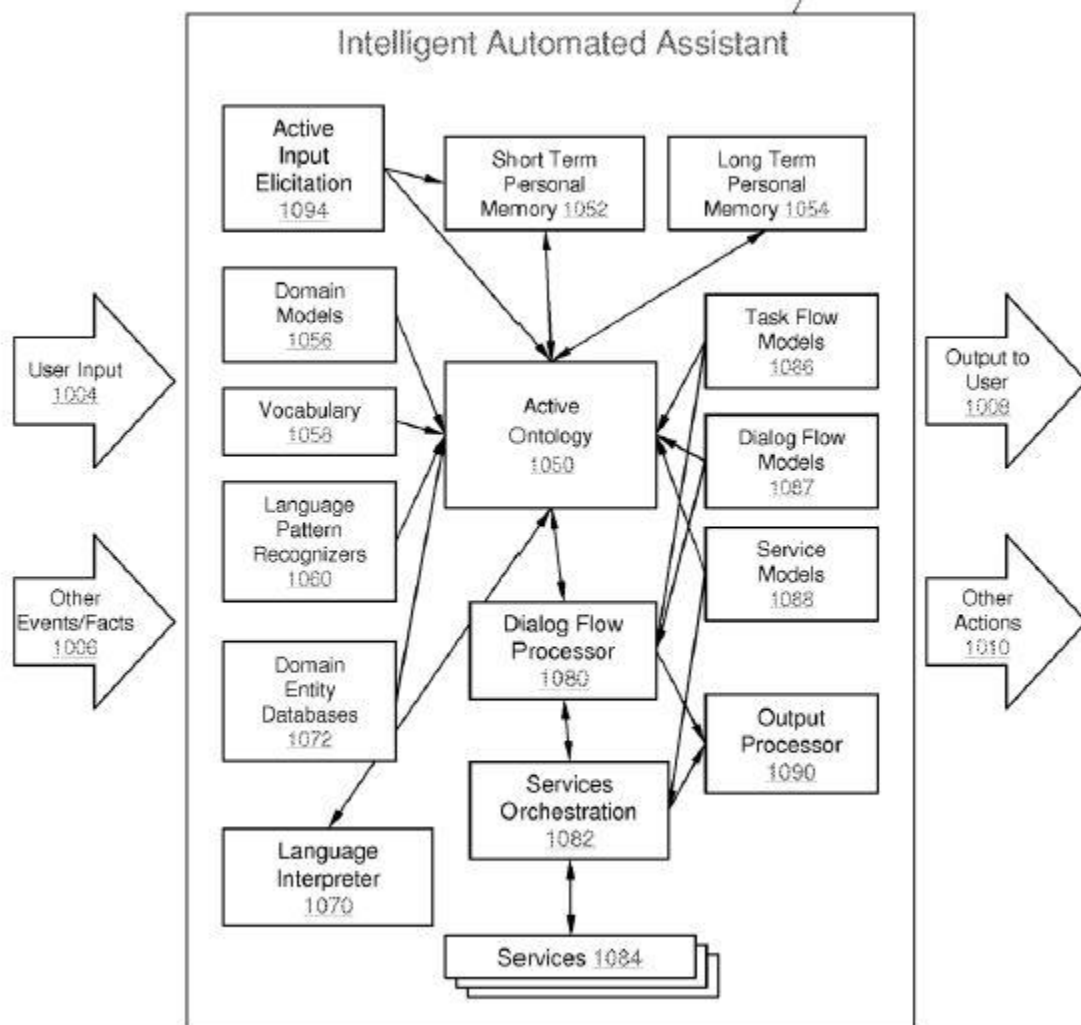 Intelligent Automated Assistant
Active
Input
Elicitation
1094
Short Term
Personal
Memory 1052
Long Term
Personal
Memory 1054
Domain
Models
1056
Task Flow
Models
1086
User Input
1004
Output to
User
1008
Vocabulary
1058
Active
Ontology
1050
Dialog Flow
Models
1087
Language
Pattern
Recognizers
1060
Service
Models
1088
Other
Events/Facts
1006
Dialog Flow
Processor
1080
Other
Actions
1010
Domain
Entity
Databases
1072
Output
Processor
1090
Services
Orchestration
1082
Language
Interpreter
1070
Services 1084